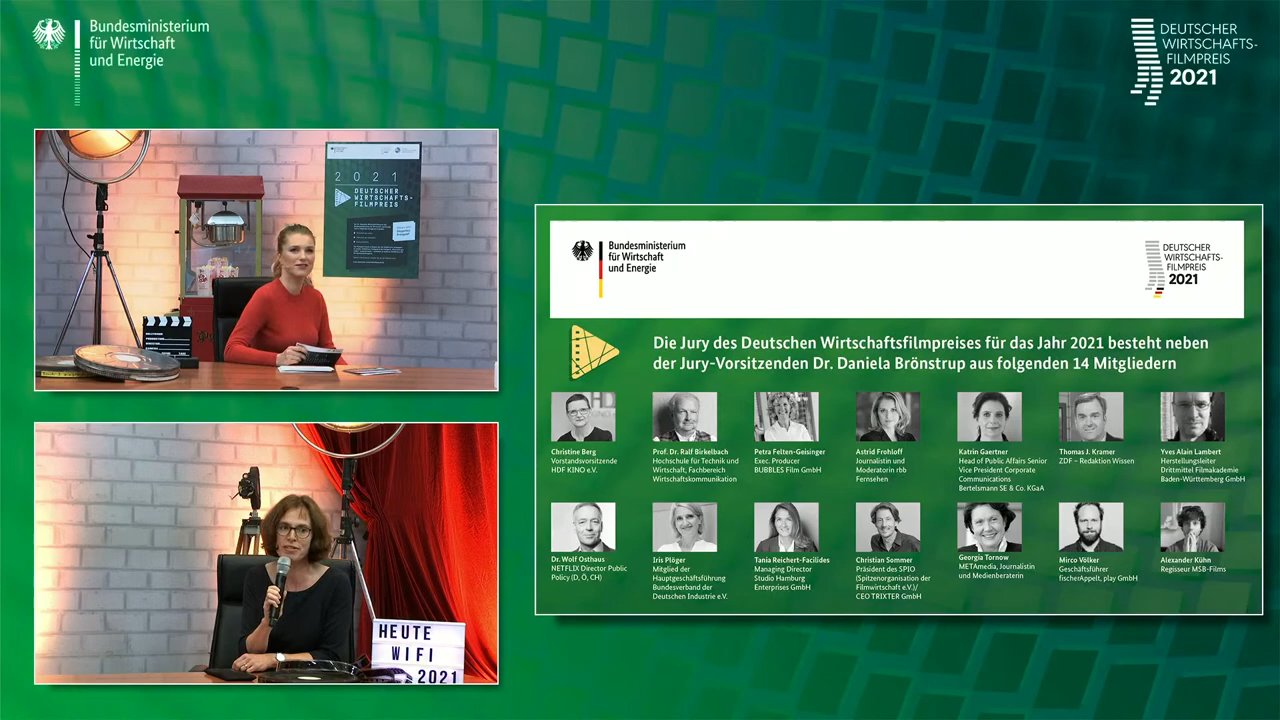 Bundesministerium
für Wirtschaft
und Energie
DEUTSCHER
WIRTSCHAFTS-
FILMPREIS
2021
2021
DEUTSCHER
WIRTSCHAFTS-
FILMPREIS
HEUTE
WIFI
2021
Bundesministerium
für Wirtschaft
und Energie
DEUTSCHER
WIRTSCHAFTS-
FILMPREIS
2021
Die Jury des Deutschen Wirtschaftsfilmpreises für das Jahr 2021 besteht neben
der Jury-Vorsitzenden Dr. Daniela Brönstrup aus folgenden 14 Mitgliedern
Christine Berg
Vorstandsvorsitzende
HDF KINO e.V.
Prof. Dr. Ralf Birkelbach
Hochschule für Technik und
Wirtschaft, Fachbereich
Wirtschaftskommunikation
Petra Felten-Geisinger
Exec. Producer
BUBBLES Film GmbH
Astrid Frohloff
Journalistin und
Moderatorin rbb
Fernsehen
Katrin Gaertner
Head of Public Affairs Senior
Vice President Corporate
Communications
Bertelsmann SE & Co. KGaA
Thomas J. Kramer
ZDF – Redaktion Wissen
Yves Alain Lambert
Herstellungsleiter
Drittmittel Filmakademie
Baden-Württemberg GmbH
Dr. Wolf Osthaus
NETFLIX Director Public
Policy (D, Ö, CH)
Iris Plöger
Mitglied der
Hauptgeschäftsführung
Bundesverband der
Deutschen Industrie e.V.
Tania Reichert-Facilides
Managing Director
Studio Hamburg
Enterprises GmbH
Christian Sommer
Präsident des SPIO
(Spitzenorganisation der
Filmwirtschaft e.V.)/
CEO TRIXTER GmbH
Georgia Tornow
METAmedia, Journalistin
und Medienberaterin
Mirco Völker
Geschäftsführer
fischerAppelt, play GmbH
Alexander Kühn
Regisseur MSB-Films